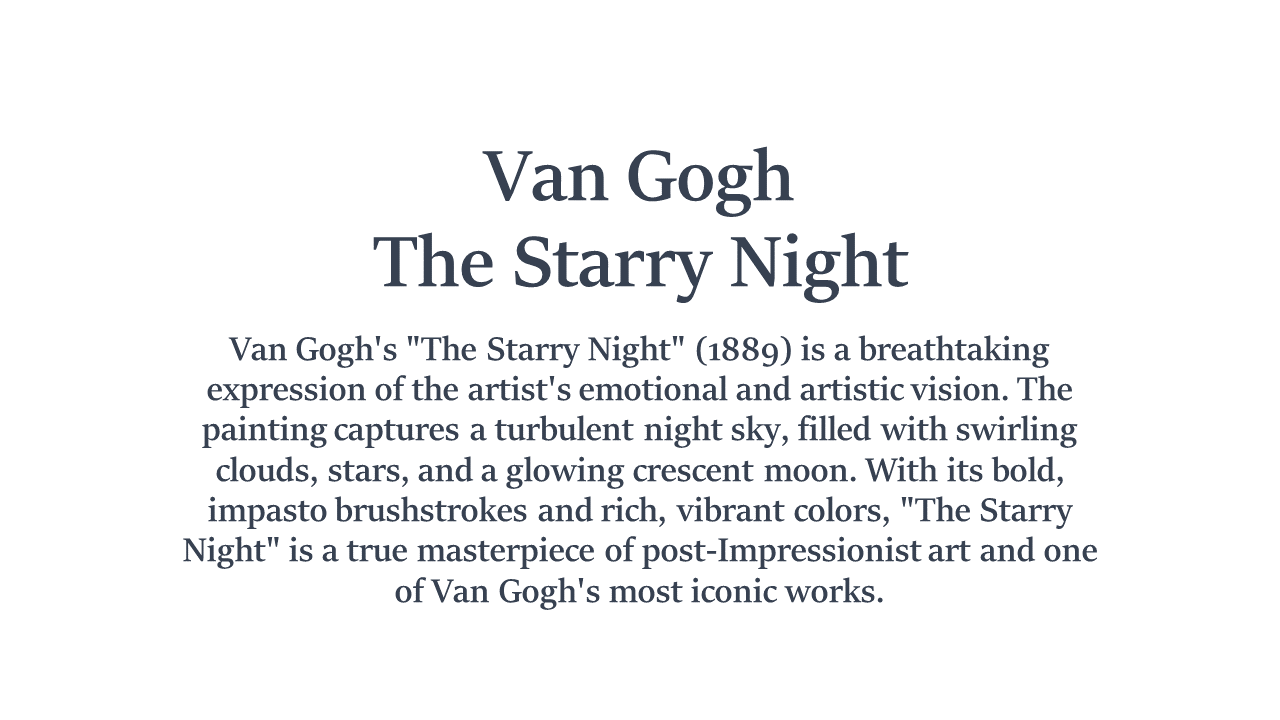 Van Gogh
The Starry Night
Van Gogh's "The Starry Night" (1889) is a breathtaking
expression of the artist's emotional and artistic vision. The
painting captures a turbulent night sky, filled with swirling
clouds, stars, and a glowing crescent moon. With its bold,
impasto brushstrokes and rich, vibrant colors, "The Starry
Night" is a true masterpiece of post-Impressionist art and one
of Van Gogh's most iconic works.